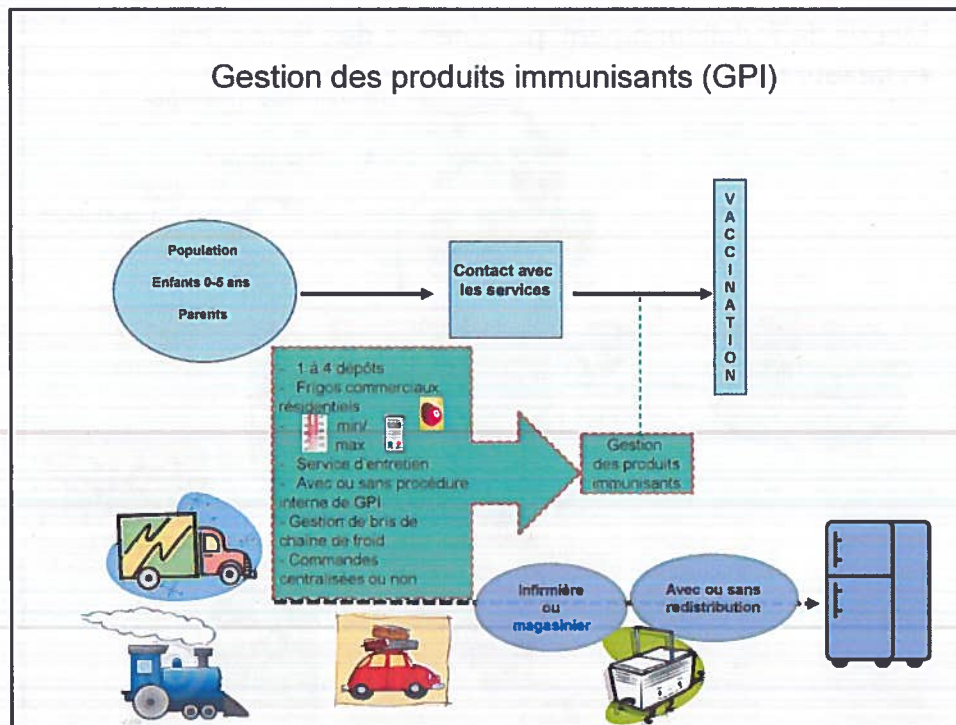 Gestion des produits immunisants (GPI)
Population
Enfants 0-5 ans
Parents
Contact avec
les services
VACCINATION
- 1 à 4 dépôts
- Frigos commerciaux
résidentiels
- min/
max
- Service d'entretien
- Avec ou sans procédure
interne de GPI
- Gestion de bris de
chaîne de froid
- Commandes
centralisées ou non
Gestion
des produits
immunisants
Infirmière
ou
magasinier
Avec ou sans
redistribution